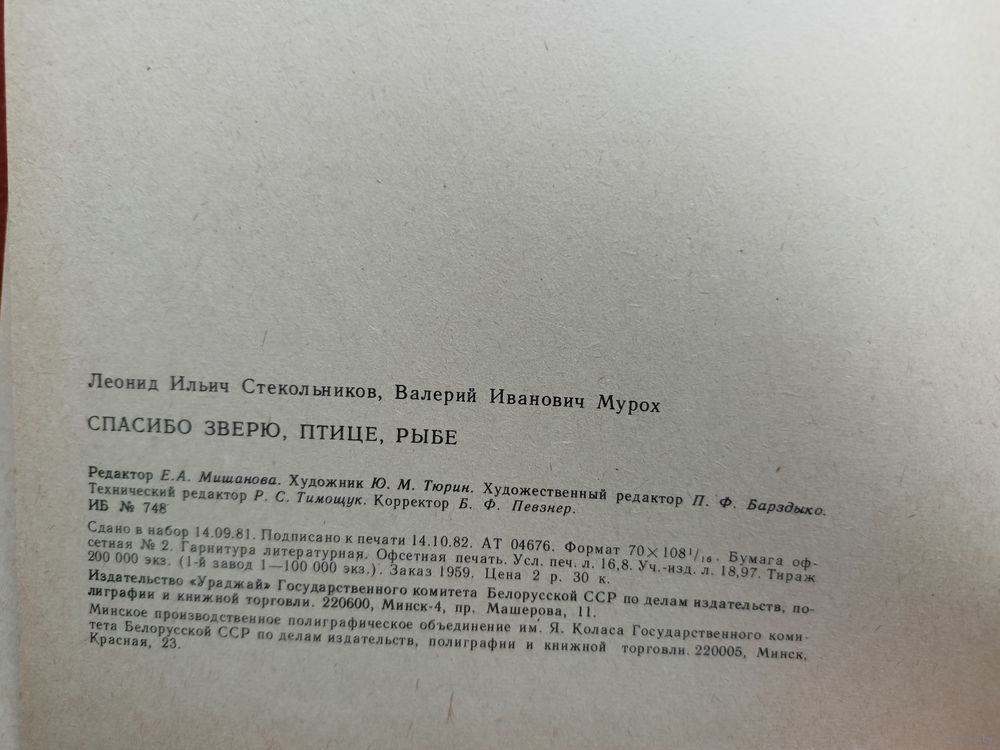 Леонид Ильич Стекольников, Валерий Иванович Мурох
СПАСИБО ЗВЕРЮ, ПТИЦЕ, РЫБЕ
Редактор Е.А. Мишанова. Художник Ю. М. Тюрин. Художественный редактор П. Ф. Барздыко.
Технический редактор Р. С. Тимощук. Корректор Б. Ф. Певзнер.
ИБ № 748
Сдано в набор 14.09.81. Подписано к печати 14.10.82. АТ 04676. Формат 70×108¹/₁₆. Бумага оф-
сетная № 2. Гарнитура литературная. Офсетная печать. Усл. печ. л. 16,8. Уч.-изд. л. 18,97. Тираж
200 000 экз. (1-й завод 1—100 000 экз.). Заказ 1959. Цена 2 р. 30 к.
Издательство «Ураджай» Государственного комитета Белорусской ССР по делам издательств, по-
лиграфии и книжной торговли. 220600, Минск-4, пр. Машерова, 11.
Минское производственное полиграфическое объединение им. Я. Коласа Государственного коми-
тета Белорусской ССР по делам издательств, полиграфии и книжной торговли. 220005, Минск,
Красная, 23.